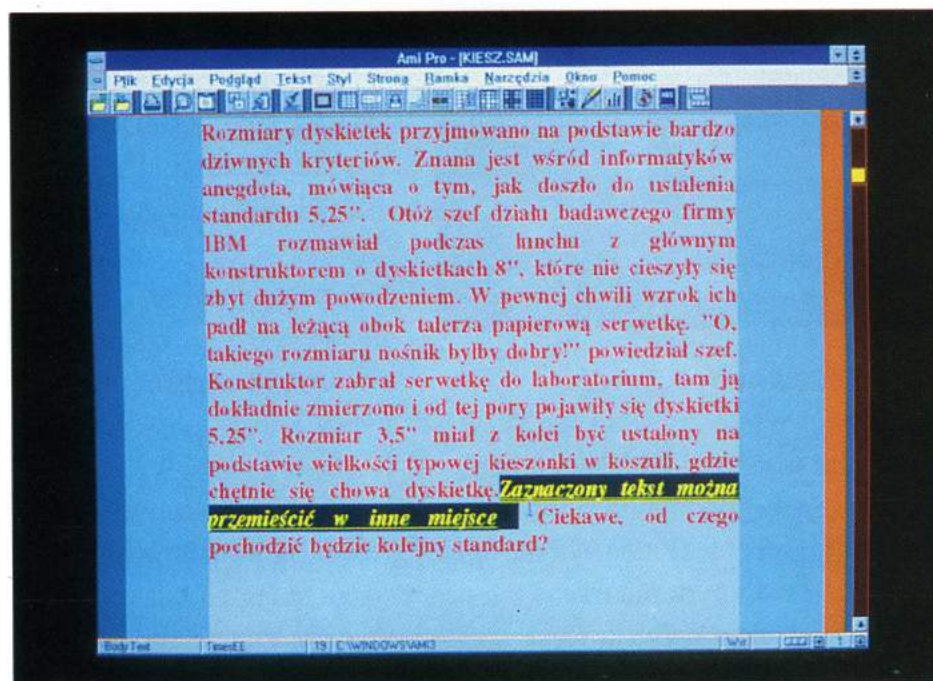 Ami Pro - [KIESZ.SAM]
Plik Edycja Podgląd Tekst Styl Strona Ramka Narzędzia Okno Pomoc
Rozmiary dyskietek przyjmowano na podstawie bardzo
dziwnych kryteriów. Znana jest wśród informatyków
anegdota, mówiąca o tym, jak doszło do ustalenia
standardu 5,25". Otóż szef działu badawczego firmy
IBM rozmawiał podczas lunchu z głównym
konstruktorem o dyskietkach 8", które nie cieszyły się
zbyt dużym powodzeniem. W pewnej chwili wzrok ich
padł na leżącą obok talerza papierową serwetkę. "O,
takiego rozmiaru nośnik byłby dobry!" powiedział szef.
Konstruktor zabrał serwetkę do laboratorium, tam ją
dokładnie zmierzono i od tej pory pojawiły się dyskietki
5,25". Rozmiar 3,5" miał z kolei być ustalony na
podstawie wielkości typowej kieszonki w koszuli, gdzie
chętnie się chowa dyskietkę.Zaznaczony tekst można
przemieścić w inne miejsce Ciekawe, od czego
pochodzić będzie kolejny standard?
Body Text TimesEE 19 C:\WINDOWS\AMI3 Wst 1